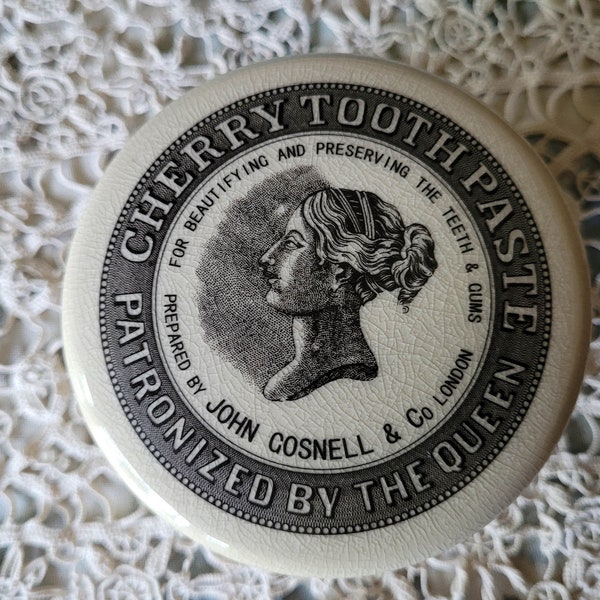 CHERRY TOOTH PASTE
FOR BEAUTIFYING AND PRESERVING THE TEETH & GUMS
PREPARED BY
JOHN COSNELL & Co LONDON
PATRONIZED BY THE QUEEN